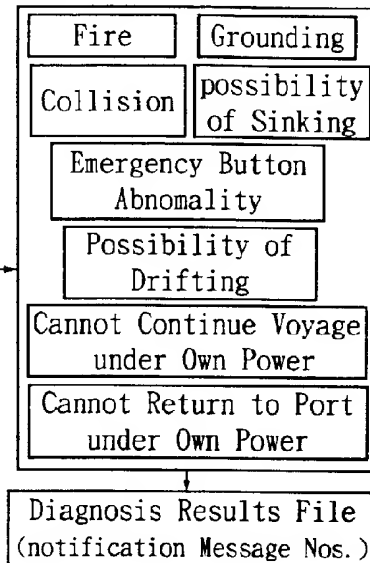 Fire
Grounding
Collision
possibility
of Sinking
Emergency Button
Abnomality
Possibility of
Drifting
Cannot Continue Voyage
under Own Power
Cannot Return to Port
under Own Power
Diagnosis Results File
(notification Message Nos.)